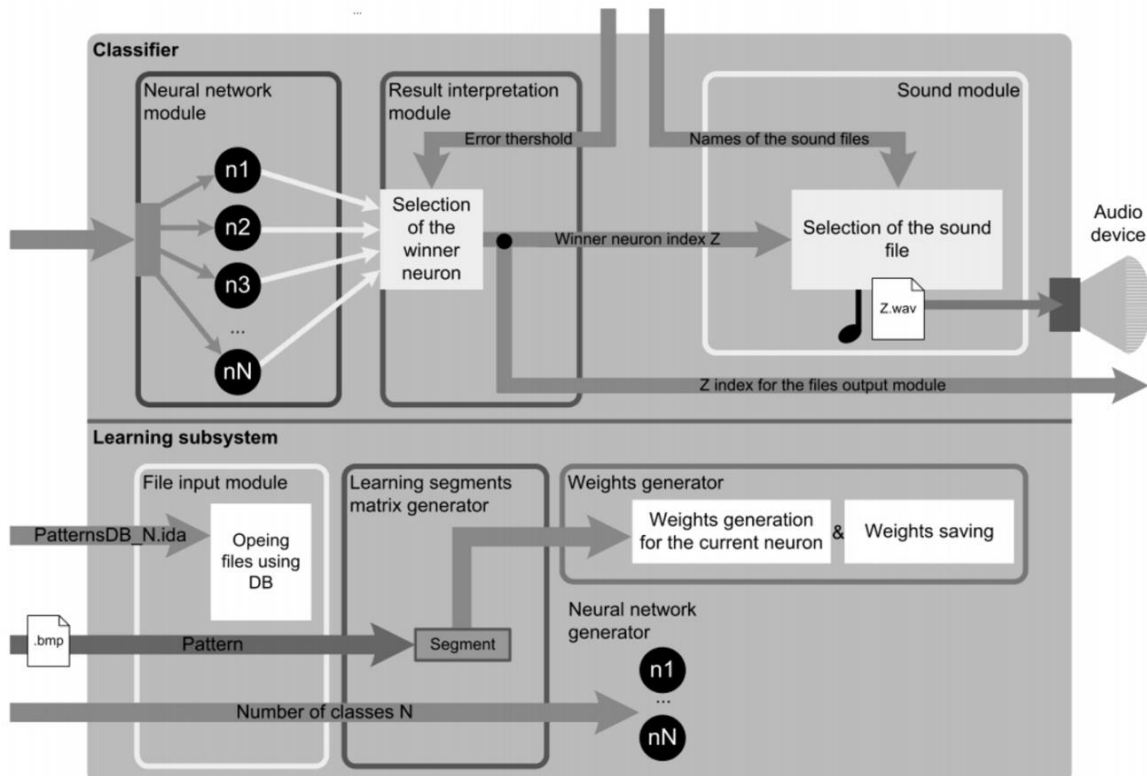 ...
Classifier
Neural network
module
n1
n2
n3
...
nN
Result interpretation
module
Error thershold
Selection
of the
winner
neuron
Winner neuron index Z
Names of the sound files
Sound module
Selection of the sound
file
Z.wav
Audio
device
Z index for the files output module
Learning subsystem
File input module
PatternsDB_N.ida
Opeing
files using
DB
.bmp
Pattern
Number of classes N
Learning segments
matrix generator
Segment
Weights generator
Weights generation
for the current neuron
&
Weights saving
Neural network
generator
n1
...
nN